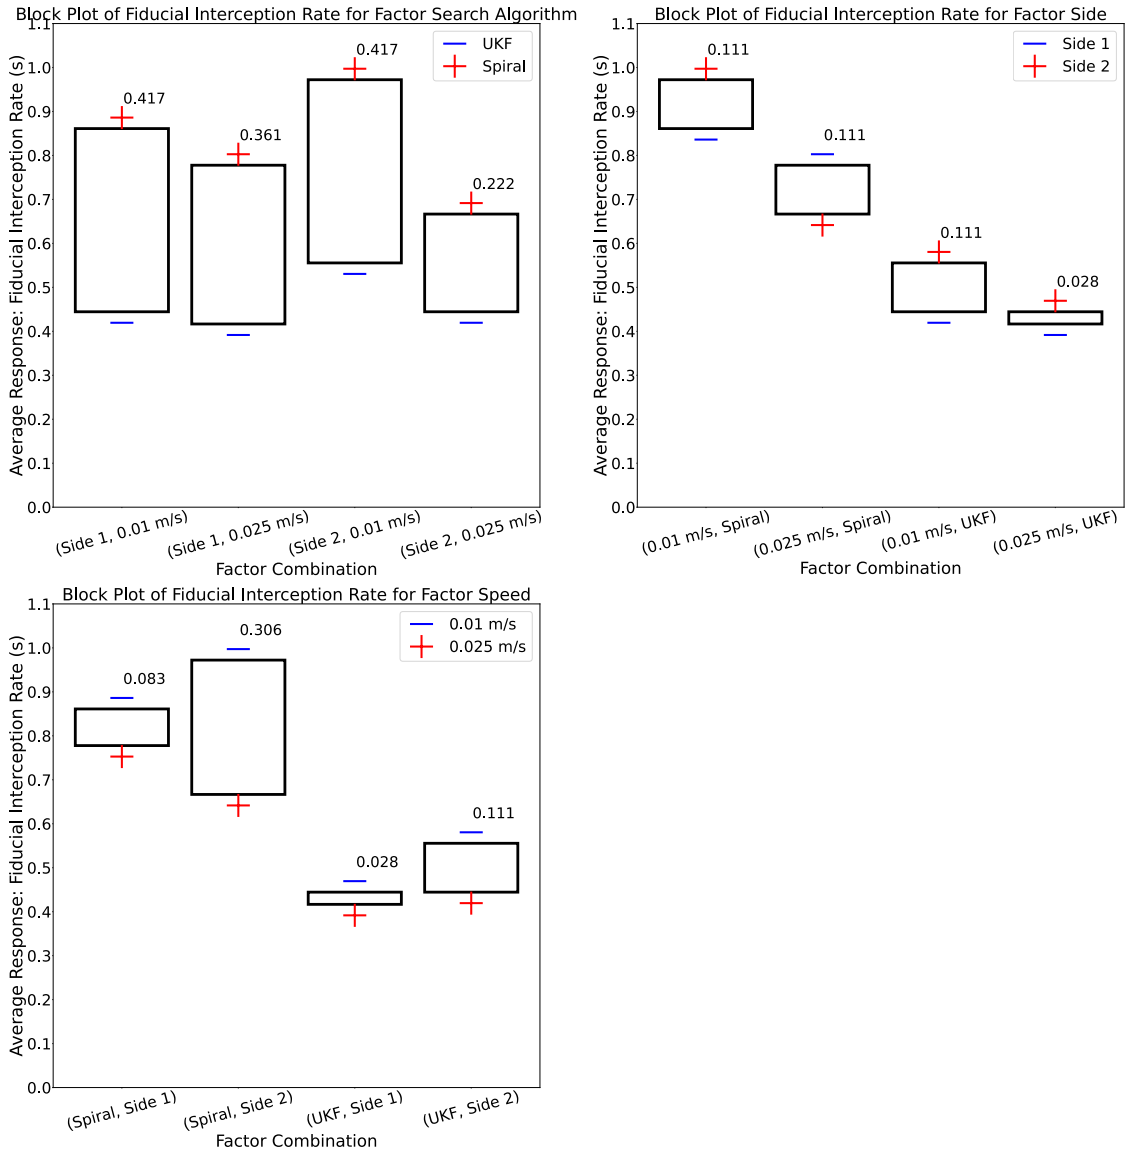 Block Plot of Fiducial Interception Rate for Factor Search Algorithm
Average Response: Fiducial Interception Rate (s)
1.1
1.0
0.9
0.8
0.7
0.6
0.5
0.4
0.3
0.2
0.1
0.0
UKF
Spiral
0.417
0.361
0.417
0.222
(Side 1, 0.01 m/s)
(Side 1, 0.025 m/s)
(Side 2, 0.01 m/s)
(Side 2, 0.025 m/s)
Factor Combination
Block Plot of Fiducial Interception Rate for Factor Side
Average Response: Fiducial Interception Rate (s)
1.1
1.0
0.9
0.8
0.7
0.6
0.5
0.4
0.3
0.2
0.1
0.0
Side 1
Side 2
0.111
0.111
0.111
0.028
(0.01 m/s, Spiral)
(0.025 m/s, Spiral)
(0.01 m/s, UKF)
(0.025 m/s, UKF)
Factor Combination
Block Plot of Fiducial Interception Rate for Factor Speed
Average Response: Fiducial Interception Rate (s)
1.1
1.0
0.9
0.8
0.7
0.6
0.5
0.4
0.3
0.2
0.1
0.0
0.01 m/s
0.025 m/s
0.083
0.306
0.028
0.111
(Spiral, Side 1)
(Spiral, Side 2)
(UKF, Side 1)
(UKF, Side 2)
Factor Combination